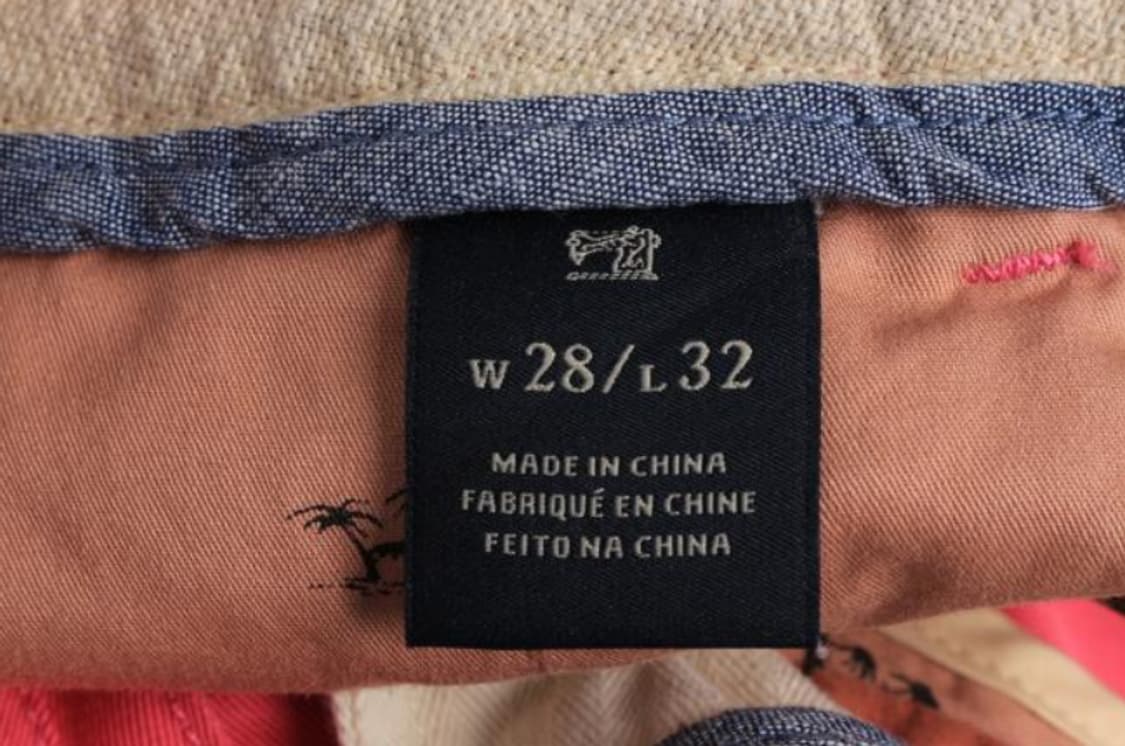 W 28/L 32
MADE IN CHINA
FABRIQUÉ EN CHINE
FEITO NA CHINA